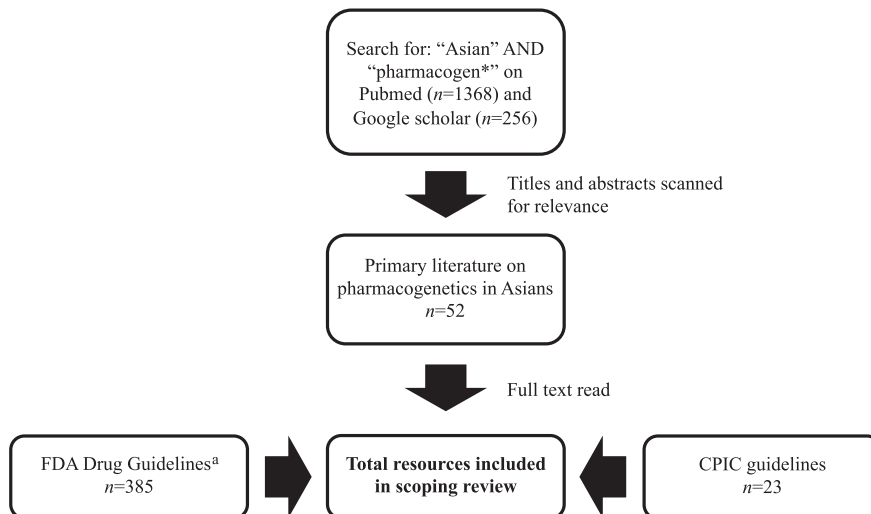 Search for: “Asian” AND
“pharmacogen*” on
Pubmed (n=1368) and
Google scholar (n=256)
Titles and abstracts scanned
for relevance
Primary literature on
pharmacogenetics in Asians
n=52
Full text read
FDA Drug Guidelinesᵃ
n=385
Total resources included
in scoping review
CPIC guidelines
n=23